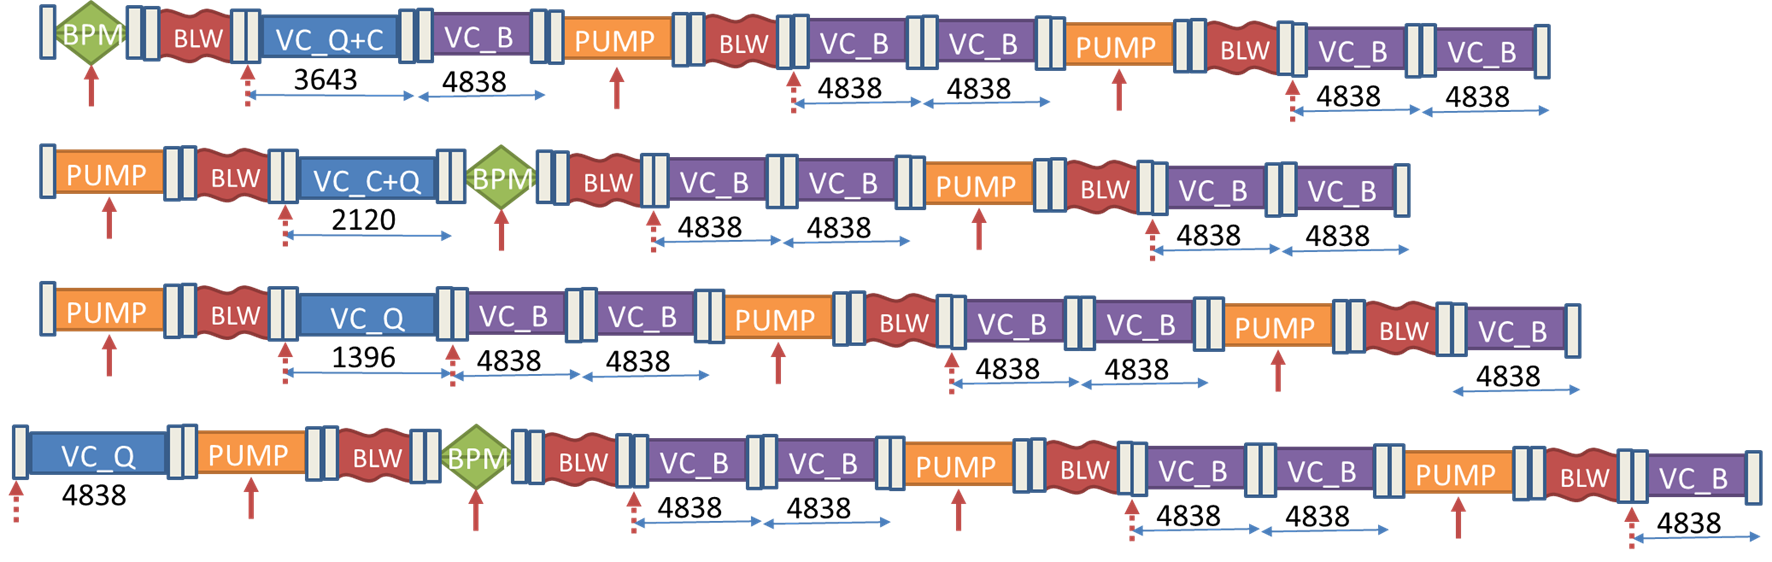 BPM BLW VC_Q+C VC_B PUMP BLW VC_B VC_B PUMP BLW VC_B VC_B
3643 4838 4838 4838 4838 4838
PUMP BLW VC_C+Q BPM BLW VC_B VC_B PUMP BLW VC_B VC_B
2120 4838 4838 4838 4838
PUMP BLW VC_Q VC_B VC_B PUMP BLW VC_B VC_B PUMP BLW VC_B
1396 4838 4838 4838 4838 4838
VC_Q PUMP BLW BPM BLW VC_B VC_B PUMP BLW VC_B VC_B PUMP BLW VC_B
4838 4838 4838 4838 4838 4838